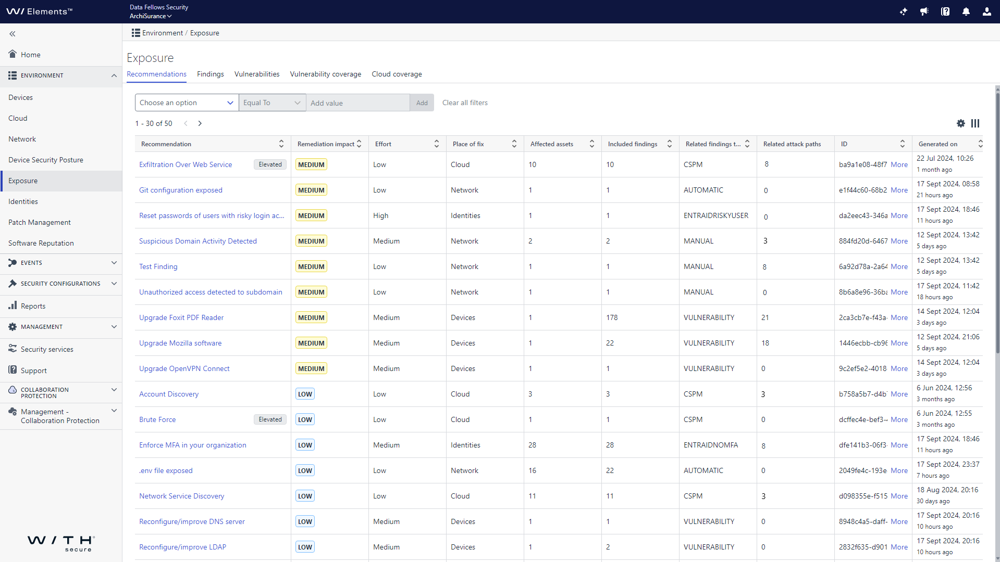 W/ Elements™
Data Fellows Security
ArchiSurance
Home
ENVIRONMENT
Devices
Cloud
Network
Device Security Posture
Exposure
Identities
Patch Management
Software Reputation
EVENTS
SECURITY CONFIGURATIONS
Reports
MANAGEMENT
Security services
Support
COLLABORATION
PROTECTION
Management -
Collaboration Protection
W / T H
secure
Environment / Exposure
Exposure
Recommendations Findings Vulnerabilities Vulnerability coverage Cloud coverage
Choose an option Equal To Add value Add Clear all filters
1 - 30 of 50
Recommendation Remediation impact Effort Place of fix Affected assets Included findings Related findings t... Related attack paths ID Generated on
Exfiltration Over Web Service Elevated MEDIUM Low Cloud 10 10 CSPM 8 ba9a1e08-48f7 More 22 Jul 2024, 10:26
1 month ago
Git configuration exposed MEDIUM Low Network 1 1 AUTOMATIC 0 e1f44c60-68b2 More 17 Sept 2024, 08:58
21 hours ago
Reset passwords of users with risky login ac... MEDIUM High Identities 1 1 ENTRAIDRISKYUSER 0 da2eec43-346a More 17 Sept 2024, 18:46
11 hours ago
Suspicious Domain Activity Detected MEDIUM Medium Network 2 2 MANUAL 3 884fd20d-6467 More 12 Sept 2024, 13:42
5 days ago
Test Finding MEDIUM Low Network 1 1 MANUAL 8 6a92d78a-2a64 More 12 Sept 2024, 13:42
5 days ago
Unauthorized access detected to subdomain MEDIUM Low Network 1 1 MANUAL 0 8b6a8e96-36ba More 17 Sept 2024, 11:42
18 hours ago
Upgrade Foxit PDF Reader MEDIUM Medium Devices 1 178 VULNERABILITY 21 2ca3cb7e-f43a- More 14 Sept 2024, 12:04
3 days ago
Upgrade Mozilla software MEDIUM Medium Devices 1 22 VULNERABILITY 18 1446ecbb-cb96 More 12 Sept 2024, 21:06
5 days ago
Upgrade OpenVPN Connect MEDIUM Medium Devices 1 1 VULNERABILITY 0 9c2ef5e2-4018- More 14 Sept 2024, 12:04
3 days ago
Account Discovery LOW Low Cloud 3 3 CSPM 3 b758a5b7-d4b More 6 Jun 2024, 12:56
3 months ago
Brute Force Elevated LOW Low Cloud 1 1 CSPM 0 dcffec4e-bef3- More 6 Jun 2024, 12:55
3 months ago
Enforce MFA in your organization LOW Medium Identities 28 28 ENTRAIDNOMFA 8 dfe141b3-06f3- More 17 Sept 2024, 18:46
11 hours ago
.env file exposed LOW Low Network 16 22 AUTOMATIC 0 2049fe4c-193e More 17 Sept 2024, 23:37
7 hours ago
Network Service Discovery LOW Low Cloud 11 11 CSPM 3 d098355e-f515 More 18 Aug 2024, 20:16
30 days ago
Reconfigure/improve DNS server LOW Medium Devices 1 1 VULNERABILITY 0 8948c4a5-daff- More 17 Sept 2024, 20:16
10 hours ago
Reconfigure/improve LDAP LOW Medium Devices 1 2 VULNERABILITY 0 2832f635-d901 More 17 Sept 2024, 20:16
10 hours ago